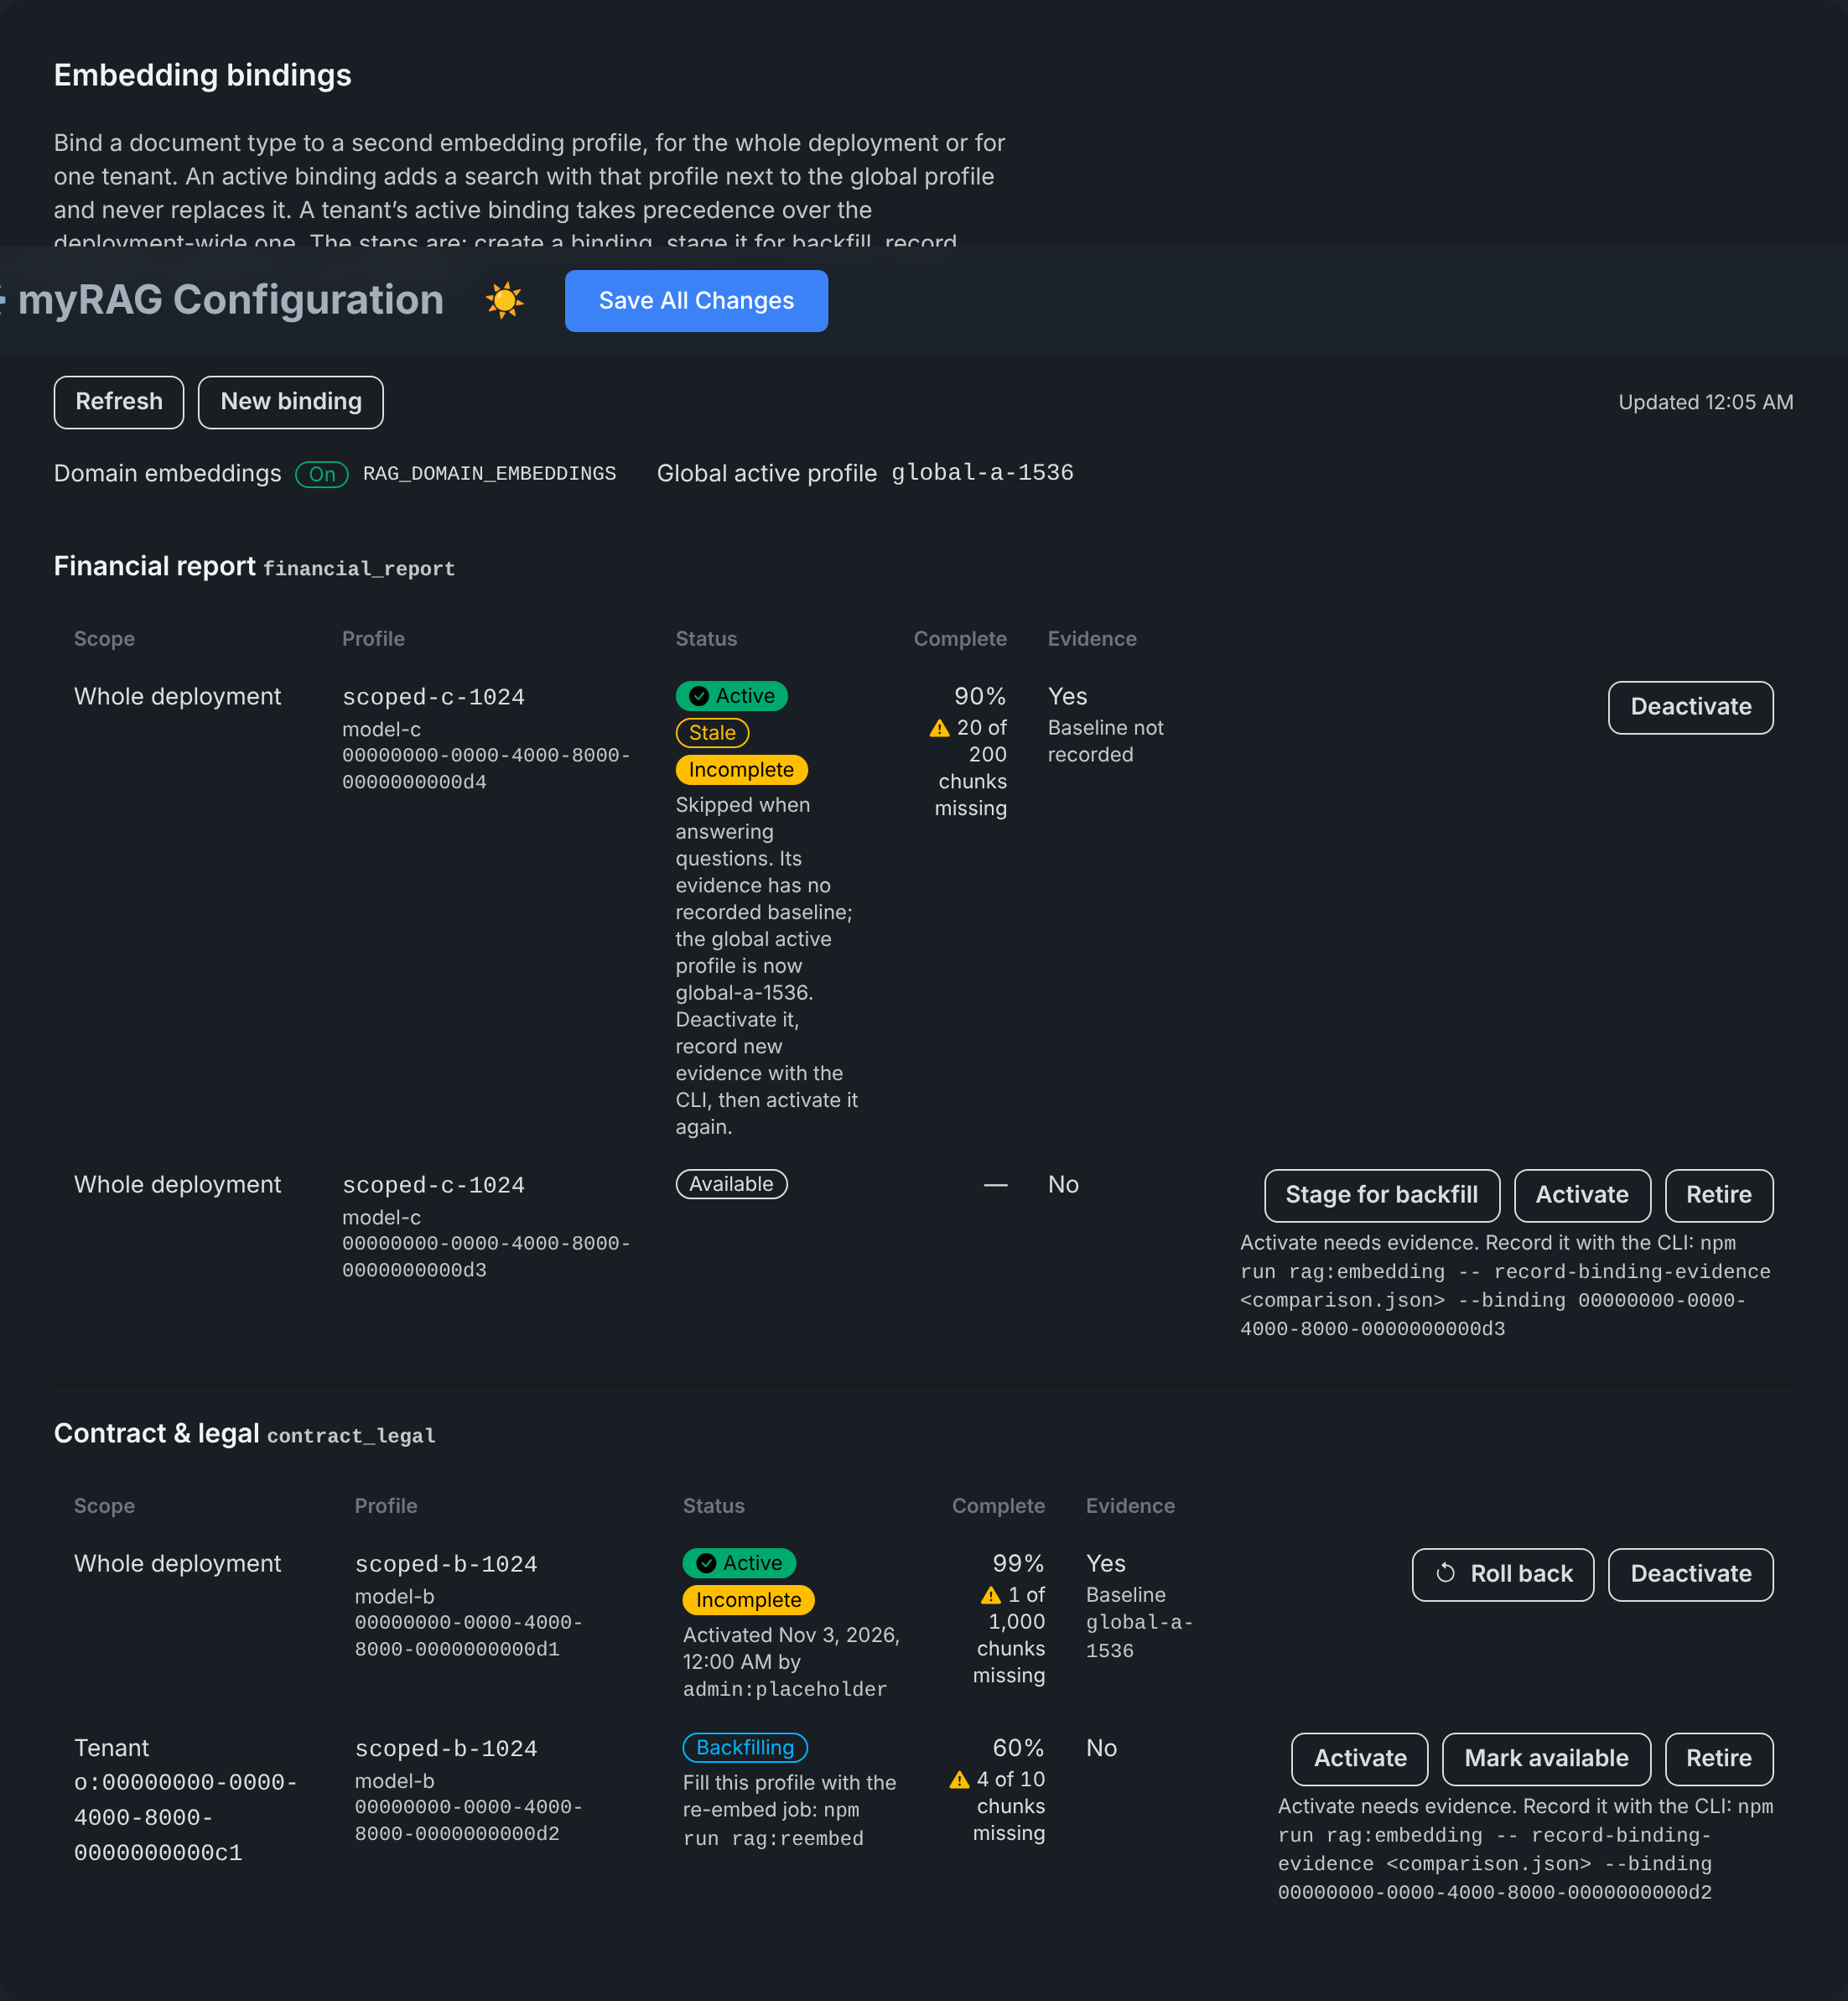 Embedding bindings
Bind a document type to a second embedding profile, for the whole deployment or for
one tenant. An active binding adds a search with that profile next to the global profile
and never replaces it. A tenant’s active binding takes precedence over the
deployment-wide one. The steps are: create a binding, stage it for backfill, record
myRAG Configuration
Save All Changes
Refresh
New binding
Updated 12:05 AM
Domain embeddings On RAG_DOMAIN_EMBEDDINGS Global active profile global-a-1536
Financial report financial_report
Scope Profile Status Complete Evidence
Whole deployment
scoped-c-1024
model-c
00000000-0000-4000-8000-
0000000000d4
Active
Stale
Incomplete
Skipped when
answering
questions. Its
evidence has no
recorded baseline;
the global active
profile is now
global-a-1536.
Deactivate it,
record new
evidence with the
CLI, then activate it
again.
90%
20 of
200
chunks
missing
Yes
Baseline not
recorded
Deactivate
Whole deployment
scoped-c-1024
model-c
00000000-0000-4000-8000-
0000000000d3
Available
—
No
Stage for backfill
Activate
Retire
Activate needs evidence. Record it with the CLI: npm
run rag:embedding -- record-binding-evidence
<comparison.json> --binding 00000000-0000-
4000-8000-0000000000d3
Contract & legal contract_legal
Scope Profile Status Complete Evidence
Whole deployment
scoped-b-1024
model-b
00000000-0000-4000-
8000-0000000000d1
Active
Incomplete
Activated Nov 3, 2026,
12:00 AM by
admin:placeholder
99%
1 of
1,000
chunks
missing
Yes
Baseline
global-a-
1536
Roll back
Deactivate
Tenant
o:00000000-0000-
4000-8000-
0000000000c1
scoped-b-1024
model-b
00000000-0000-4000-
8000-0000000000d2
Backfilling
Fill this profile with the
re-embed job: npm
run rag:reembed
60%
4 of 10
chunks
missing
No
Activate
Mark available
Retire
Activate needs evidence. Record it with the CLI: npm
run rag:embedding -- record-binding-
evidence <comparison.json> --binding
00000000-0000-4000-8000-0000000000d2